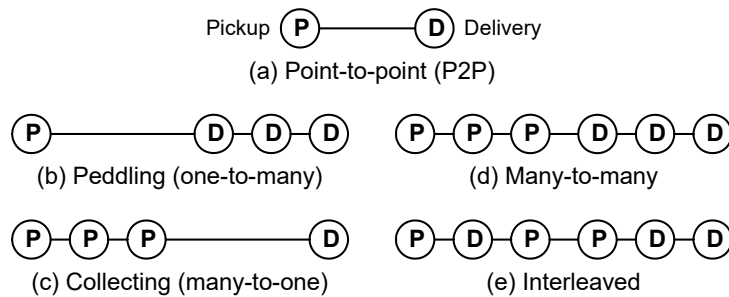 Pickup P D Delivery
(a) Point-to-point (P2P)
P D D D
(b) Peddling (one-to-many)
P P P D D D
(d) Many-to-many
P P P D
(c) Collecting (many-to-one)
P D P P D D
(e) Interleaved